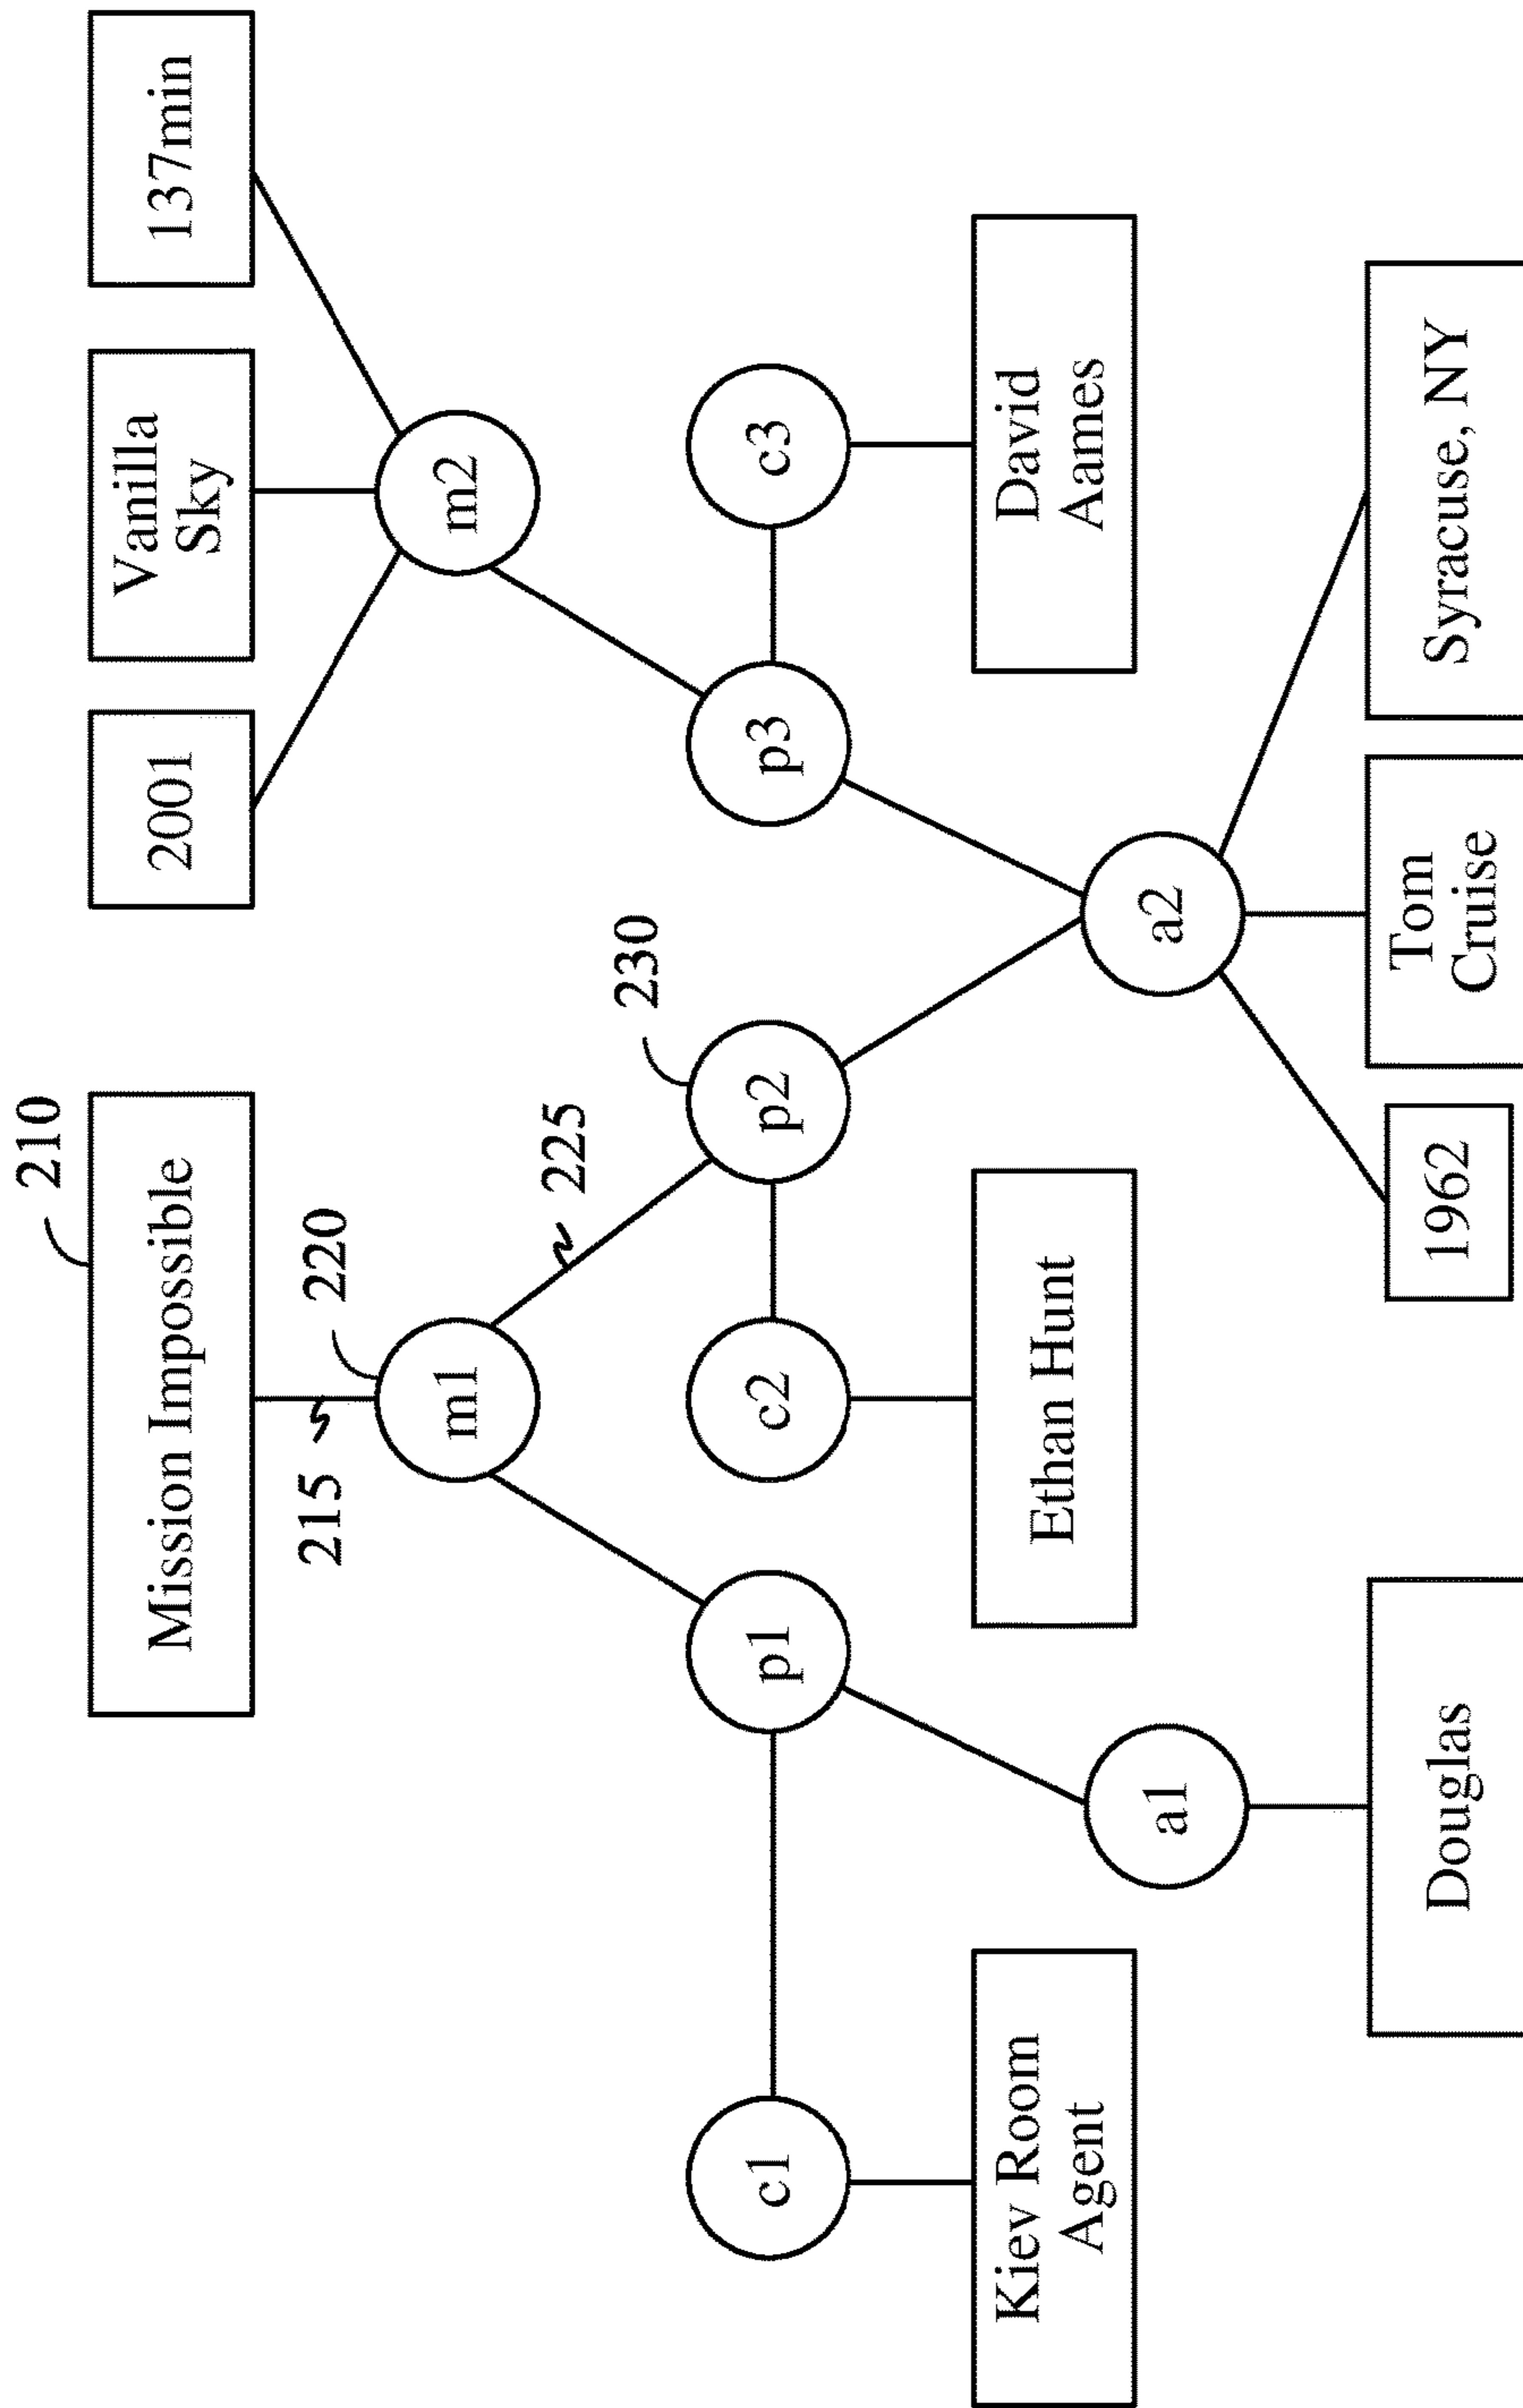 210
Mission Impossible
2001
Vanilla
Sky
137min
215
220
m1
m2
225
230
c1
p1
c2
p2
p3
c3
Kiev Room
Agent
Ethan Hunt
David
Aames
a1
a2
Douglas
1962
Tom
Cruise
Syracuse, NY